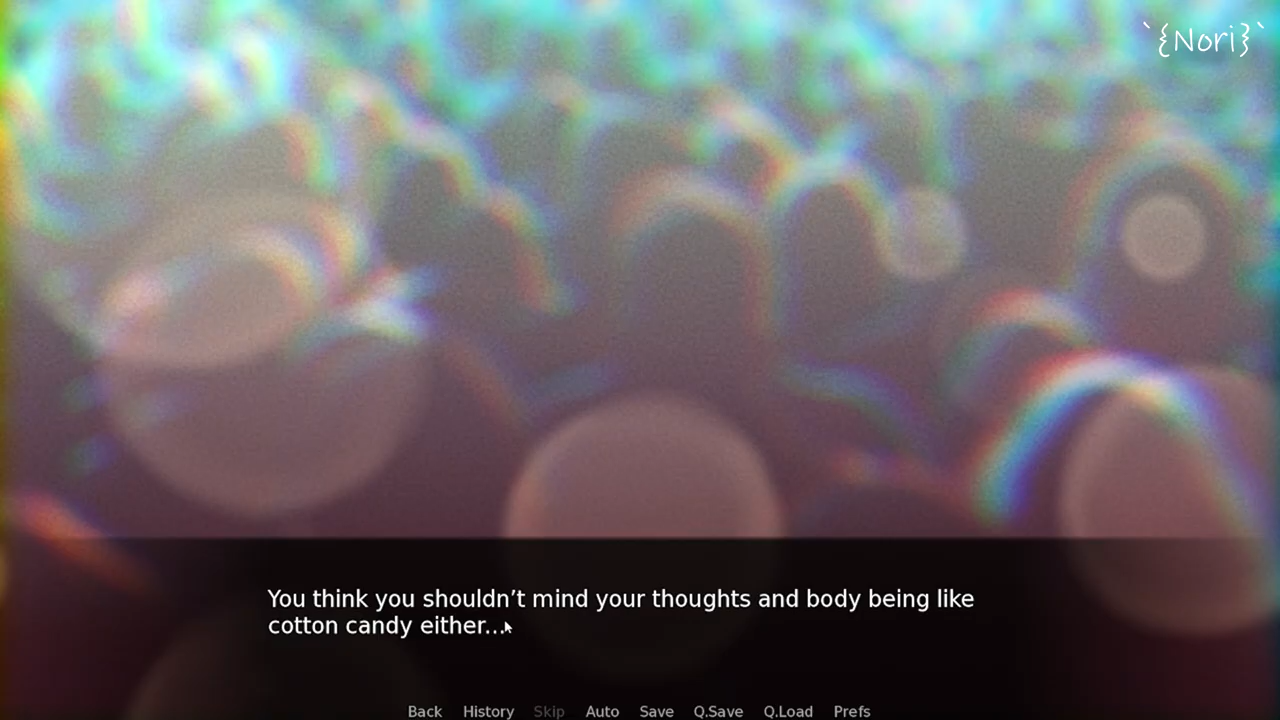 `{Nori}`
You think you shouldn’t mind your thoughts and body being like
cotton candy either...
Back History Skip Auto Save Q.Save Q.Load Prefs